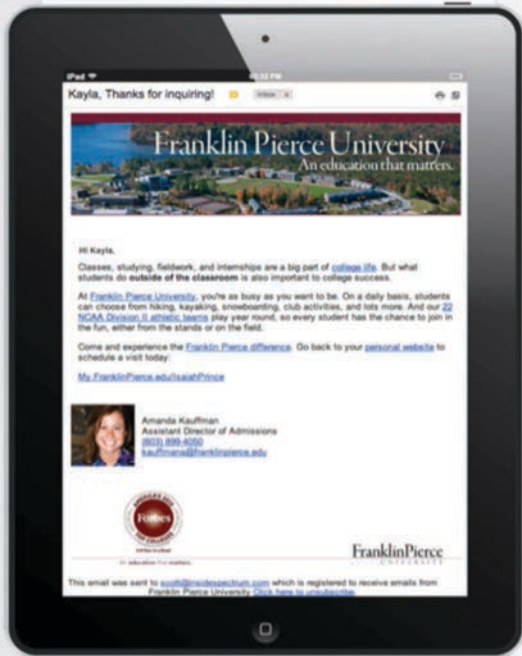 iPad
Kayla, Thanks for inquiring! Inbox x
Franklin Pierce University
An education that matters.
Hi Kayla,
Classes, studying, fieldwork, and internships are a big part of college life. But what
students do outside of the classroom is also important to college success.
At Franklin Pierce University, you're as busy as you want to be. On a daily basis, students
can choose from hiking, kayaking, snowboarding, club activities, and lots more. And our 22
NCAA Division II athletic teams play year round, so every student has the chance to join in
the fun, either from the stands or on the field.
Come and experience the Franklin Pierce difference. Go back to your personal website to
schedule a visit today:
My.FranklinPierce.edu/IsaiahPrince
Amanda Kauffman
Assistant Director of Admissions
(603) 899-4050
kauffmana@franklinpierce.edu
AMERICA'S
Forbes
TOP COLLEGES
An education that matters.
FranklinPierce
UNIVERSITY
This email was sent to scott@insidespectrum.com which is registered to receive emails from
Franklin Pierce University Click here to unsubscribe.